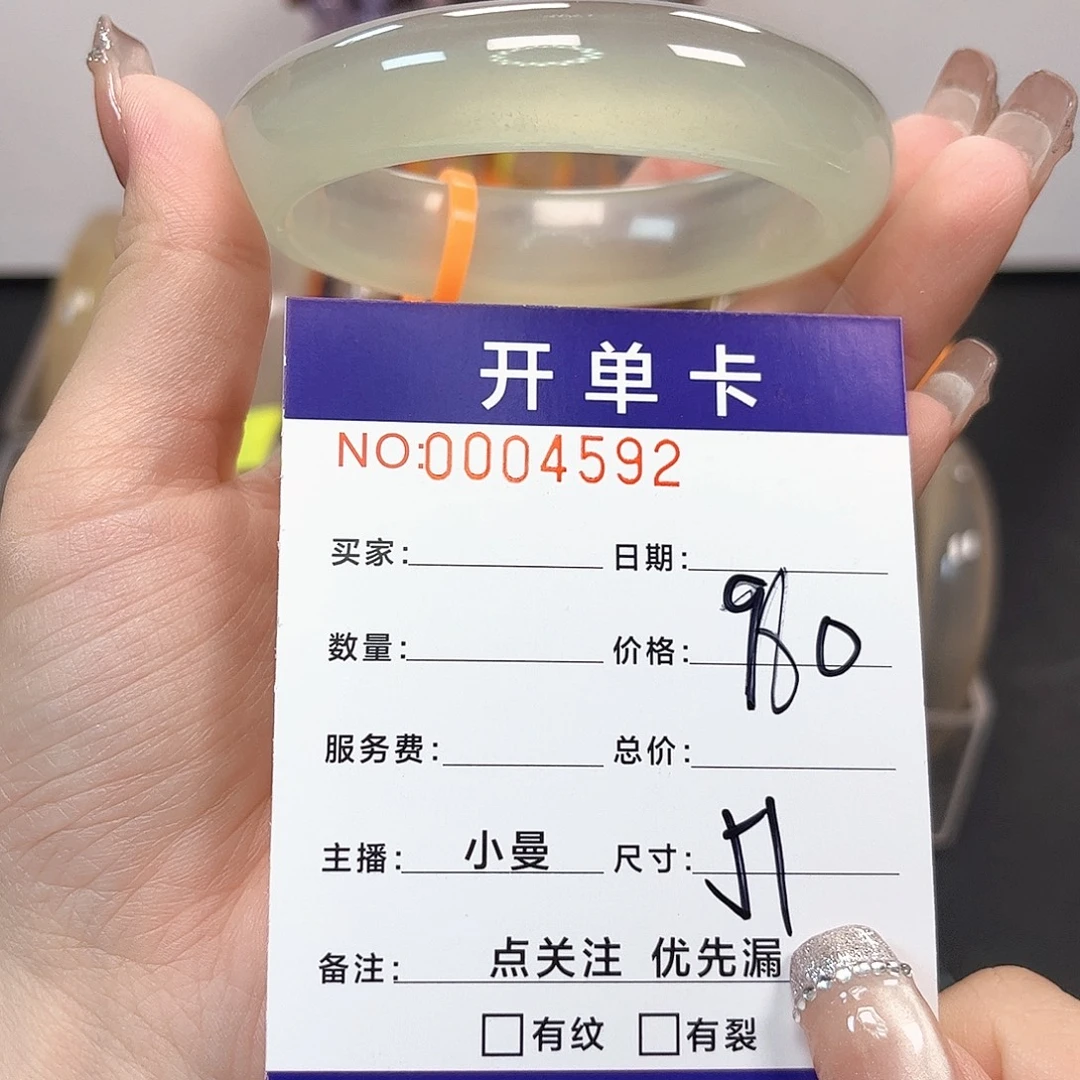 开单卡
NO:0004592
买家: 日期:
数量: 价格: 980
服务费: 总价:
主播: 小曼 尺寸: 57
备注: 点关注 优先漏
□有纹 □有裂